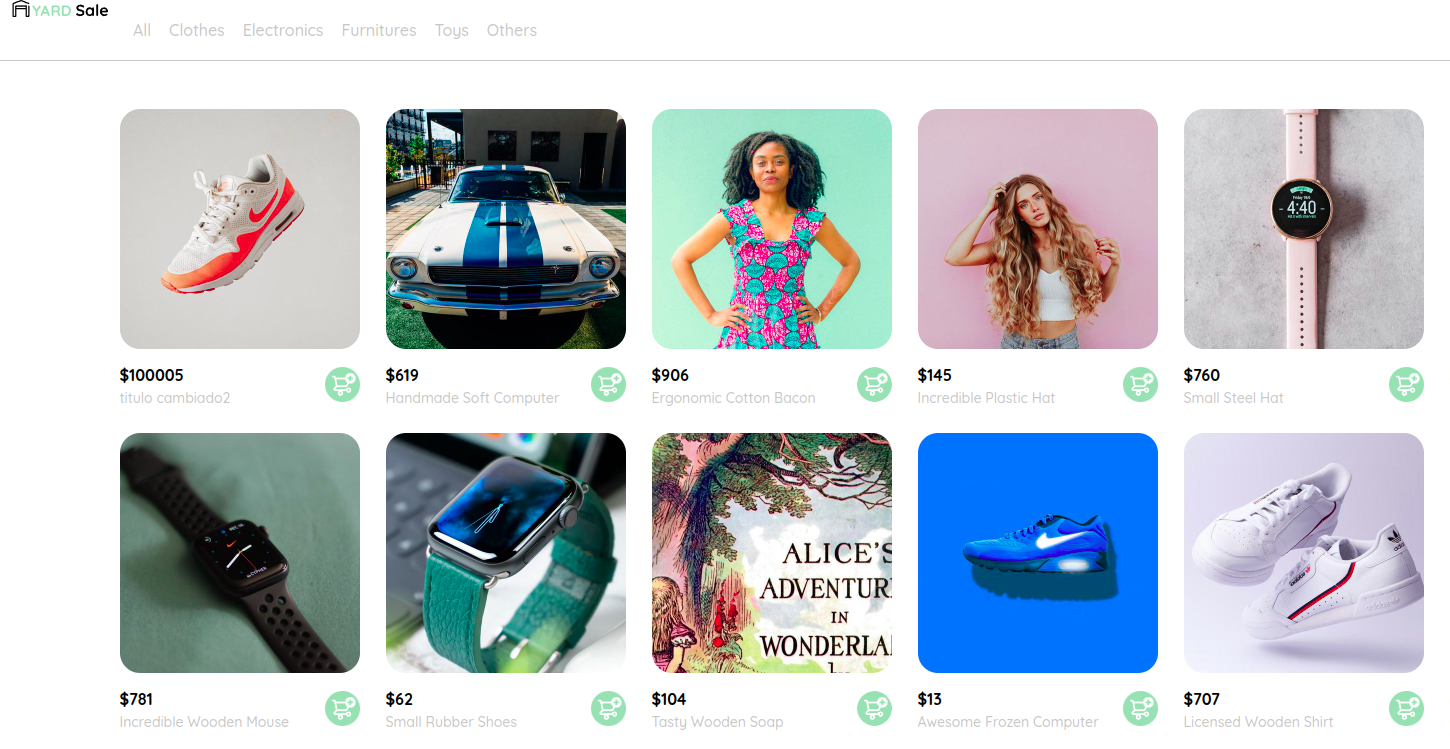 YARD Sale
All Clothes Electronics Furnitures Toys Others
4:40
$100005
titulo cambiado2
$619
Handmade Soft Computer
$906
Ergonomic Cotton Bacon
$145
Incredible Plastic Hat
$760
Small Steel Hat
ALICE'S
ADVENTUR
IN
WONDERLA
$781
Incredible Wooden Mouse
$62
Small Rubber Shoes
$104
Tasty Wooden Soap
$13
Awesome Frozen Computer
$707
Licensed Wooden Shirt